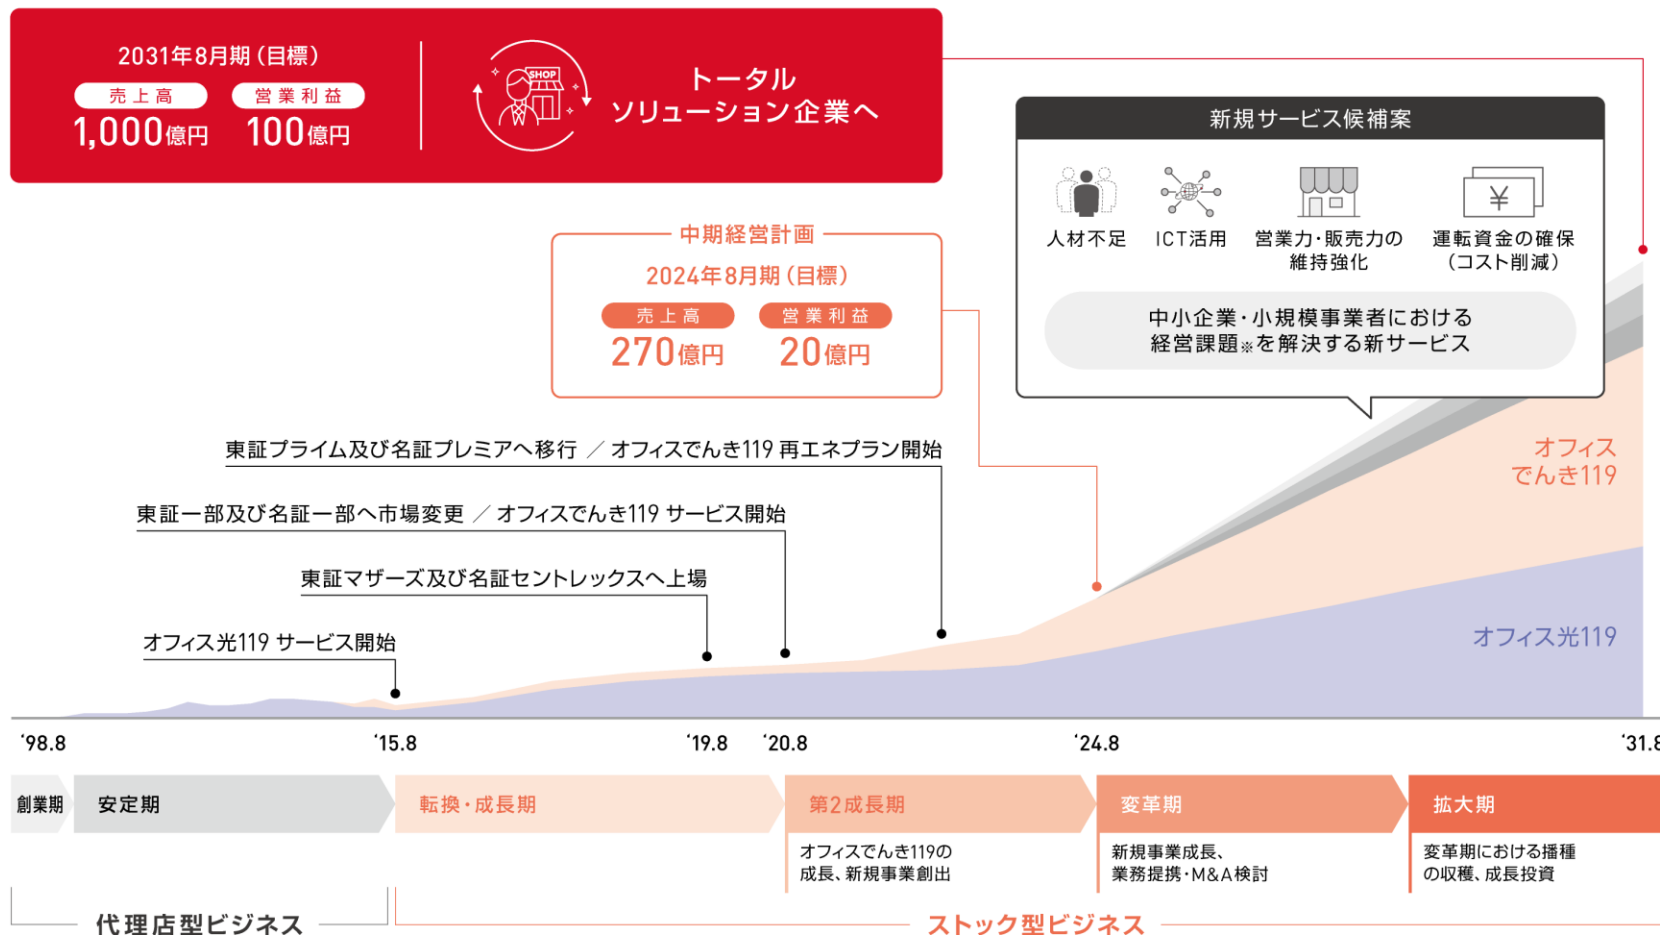 2031年8月期(目標)
売上高 営業利益
1,000億円 100億円
SHOP
トータル
ソリューション企業へ
新規サービス候補案
人材不足
ICT活用
営業力・販売力の
維持強化
運転資金の確保
(コスト削減)
中小企業・小規模事業者における
経営課題※を解決する新サービス
中期経営計画
2024年8月期(目標)
売上高 営業利益
270億円 20億円
東証プライム及び名証プレミアへ移行 / オフィスでんき119 再エネプラン開始
東証一部及び名証一部へ市場変更 / オフィスでんき119 サービス開始
東証マザーズ及び名証セントレックスへ上場
オフィス光119 サービス開始
オフィス
でんき119
オフィス光119
‘98.8 ‘15.8 ‘19.8 ‘20.8 ‘24.8 ‘31.8
創業期 安定期 転換・成長期 第2成長期 変革期 拡大期
オフィスでんき119の
成長、新規事業創出
新規事業成長、
業務提携・M&A検討
変革期における播種
の収穫、成長投資
代理店型ビジネス ストック型ビジネス